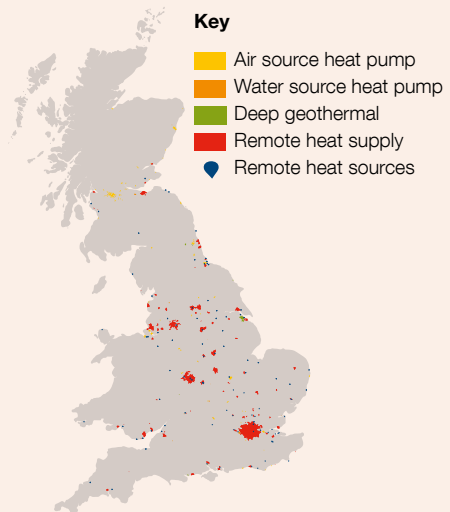 Key
Air source heat pump
Water source heat pump
Deep geothermal
Remote heat supply
Remote heat sources